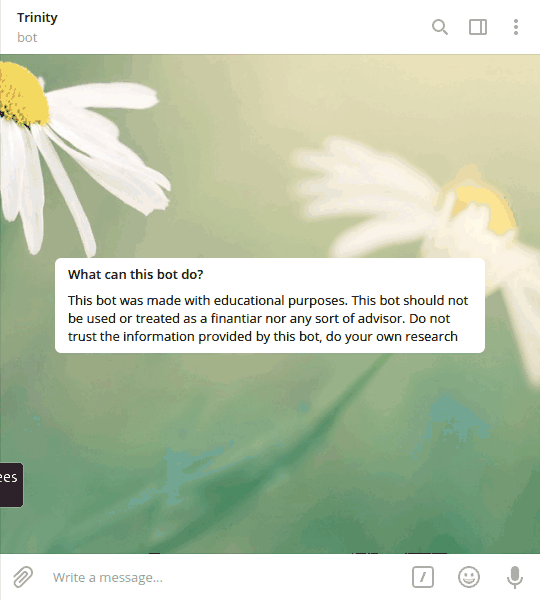 Trinity
bot
What can this bot do?
This bot was made with educational purposes. This bot should not
be used or treated as a finantiar nor any sort of advisor. Do not
trust the information provided by this bot, do your own research
ees
Write a message...